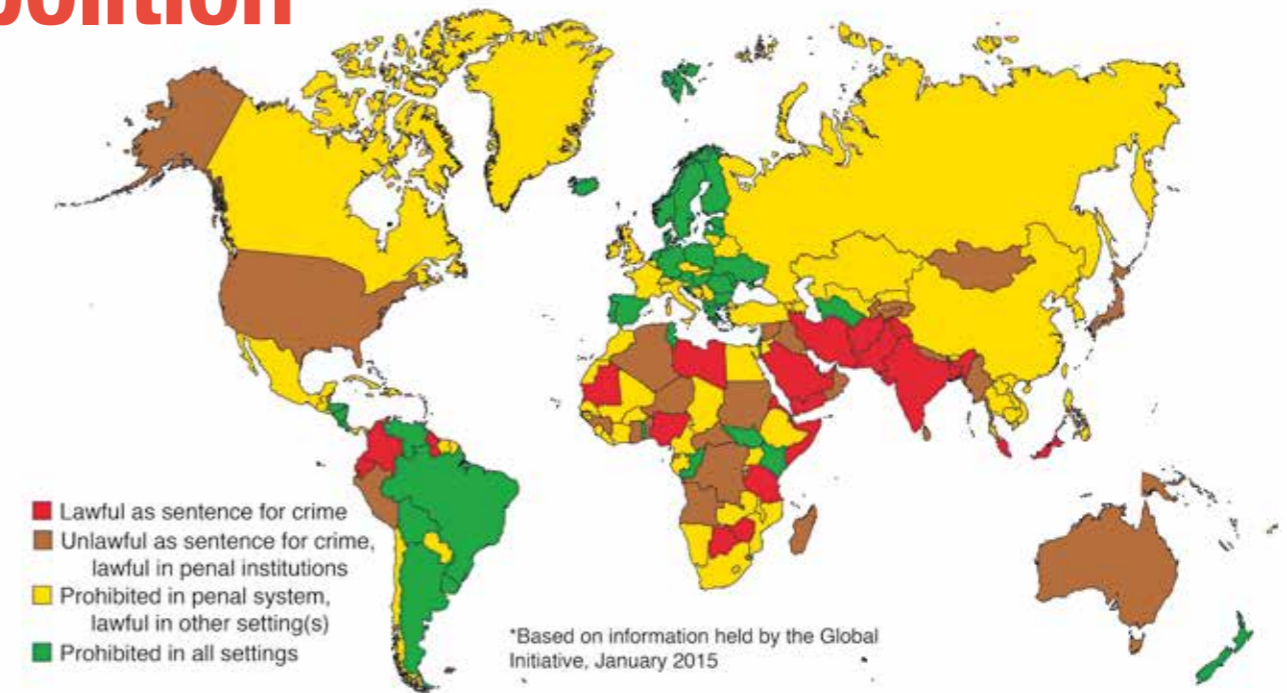 Lawful as sentence for crime
Unlawful as sentence for crime,
lawful in penal institutions
Prohibited in penal system,
lawful in other setting(s)
Prohibited in all settings
*Based on information held by the Global
Initiative, January 2015